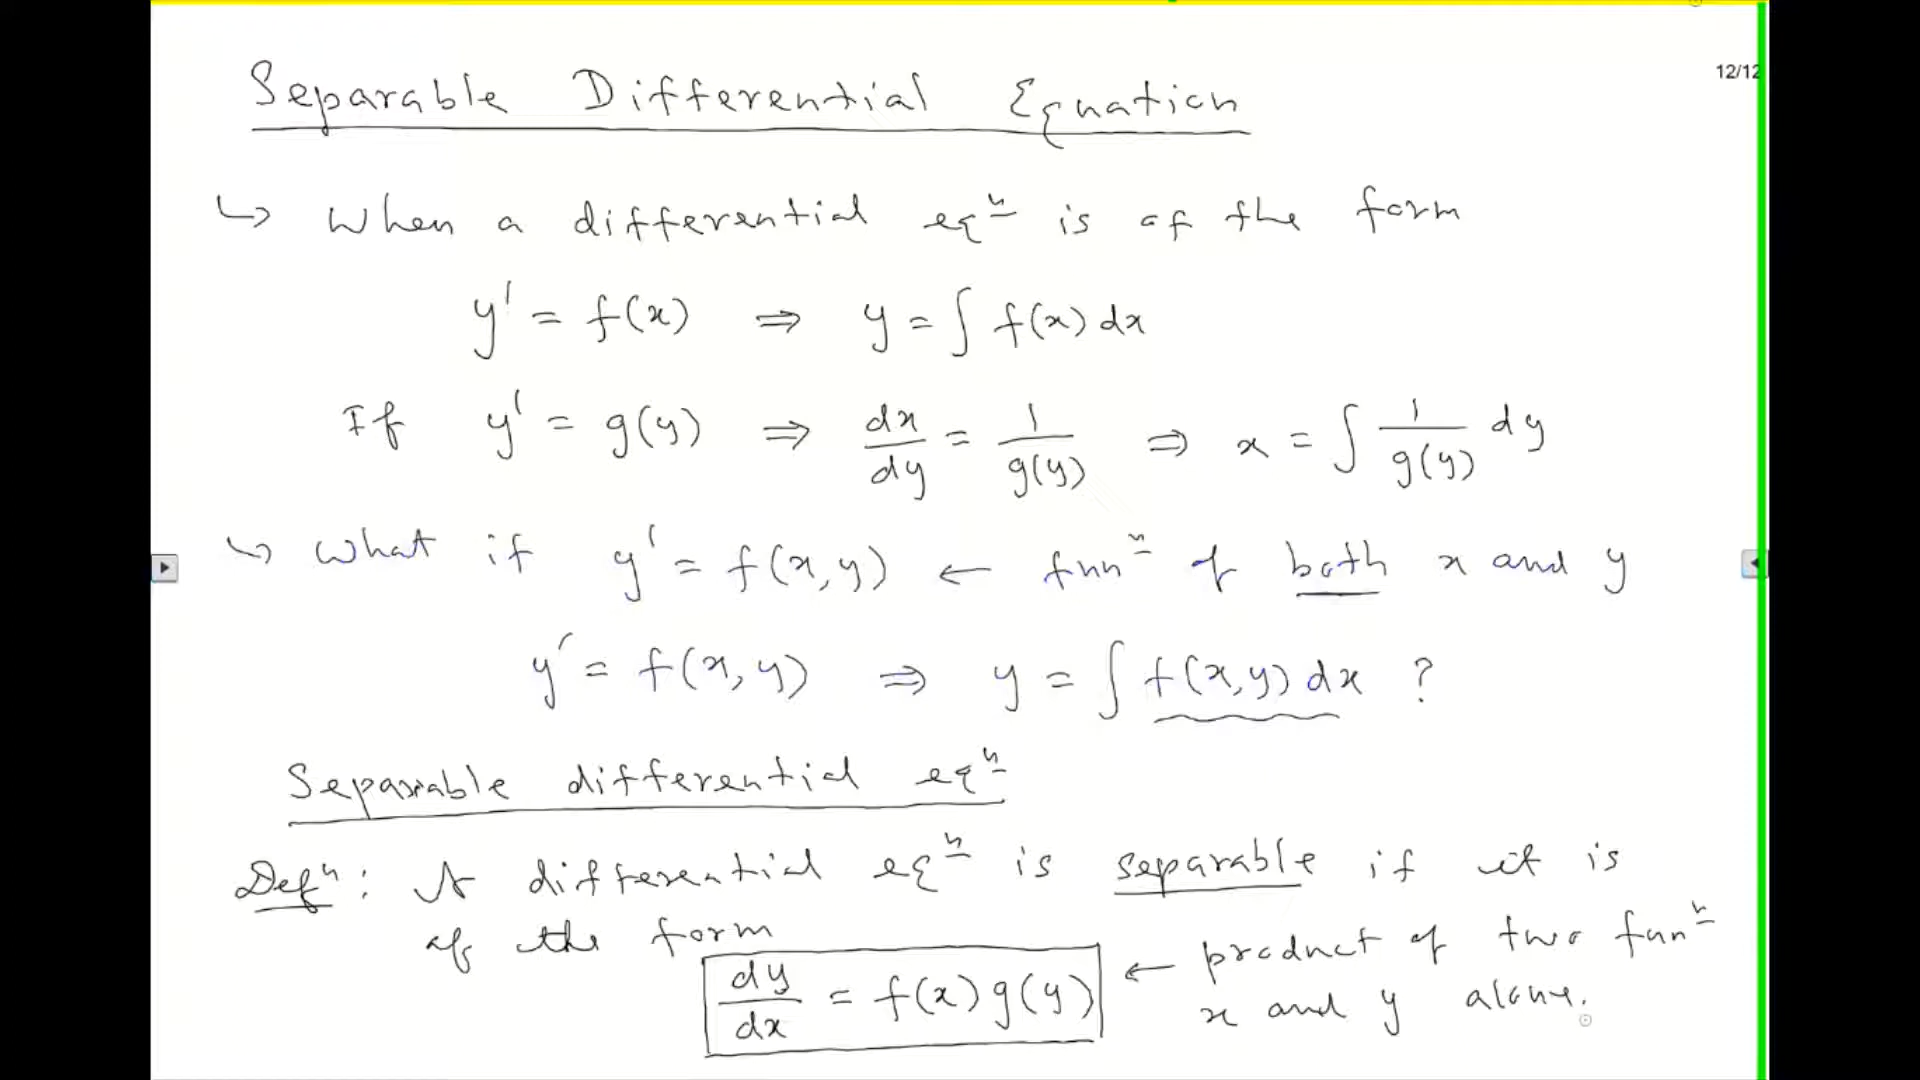 12/12
Separable Differential Equation
↳ When a differential eqⁿ is of the form
y' = f(x) ⇒ y = ∫ f(x) dx
If y' = g(y) ⇒ dx/dy = 1/g(y) ⇒ x = ∫ 1/g(y) dy
↳ What if y' = f(x,y) ← funⁿ of both x and y
y' = f(x,y) ⇒ y = ∫ f(x,y) dx ?
Separable differential eqⁿ
Defⁿ: A differential eqⁿ is separable if it is
of the form
dy/dx = f(x) g(y) ← product of two funⁿ
x and y alone.